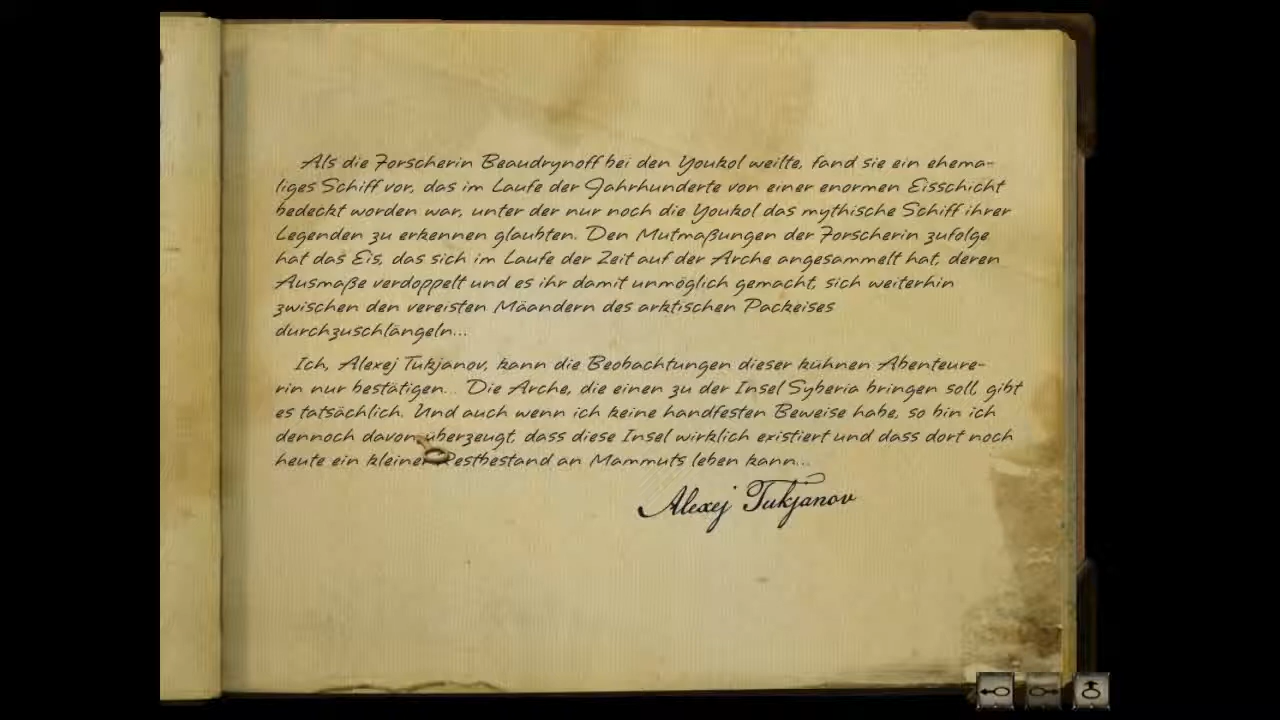 Als die Forscherin Beaudrynoff bei den Youkol weilte, fand sie ein ehema-
liges Schiff vor, das im Laufe der Jahrhunderte von einer enormen Eisschicht
bedeckt worden war, unter der nur noch die Youkol das mythische Schiff ihrer
Legenden zu erkennen glaubten. Den Mutmaßungen der Forscherin zufolge
hat das Eis, das sich im Laufe der Zeit auf der Arche angesammelt hat, deren
Ausmaße verdoppelt und es ihr damit unmöglich gemacht, sich weiterhin
zwischen den vereisten Mäandern des arktischen Packeises
durchzuschlängeln...
Ich, Alexej Tukjanov, kann die Beobachtungen dieser kühnen Abenteure-
rin nur bestätigen... Die Arche, die einen zu der Insel Syberia bringen soll, gibt
es tatsächlich. Und auch wenn ich keine handfesten Beweise habe, so bin ich
dennoch davon überzeugt, dass diese Insel wirklich existiert und dass dort noch
heute ein kleiner Restbestand an Mammuts leben kann...
Alexej Tukjanov